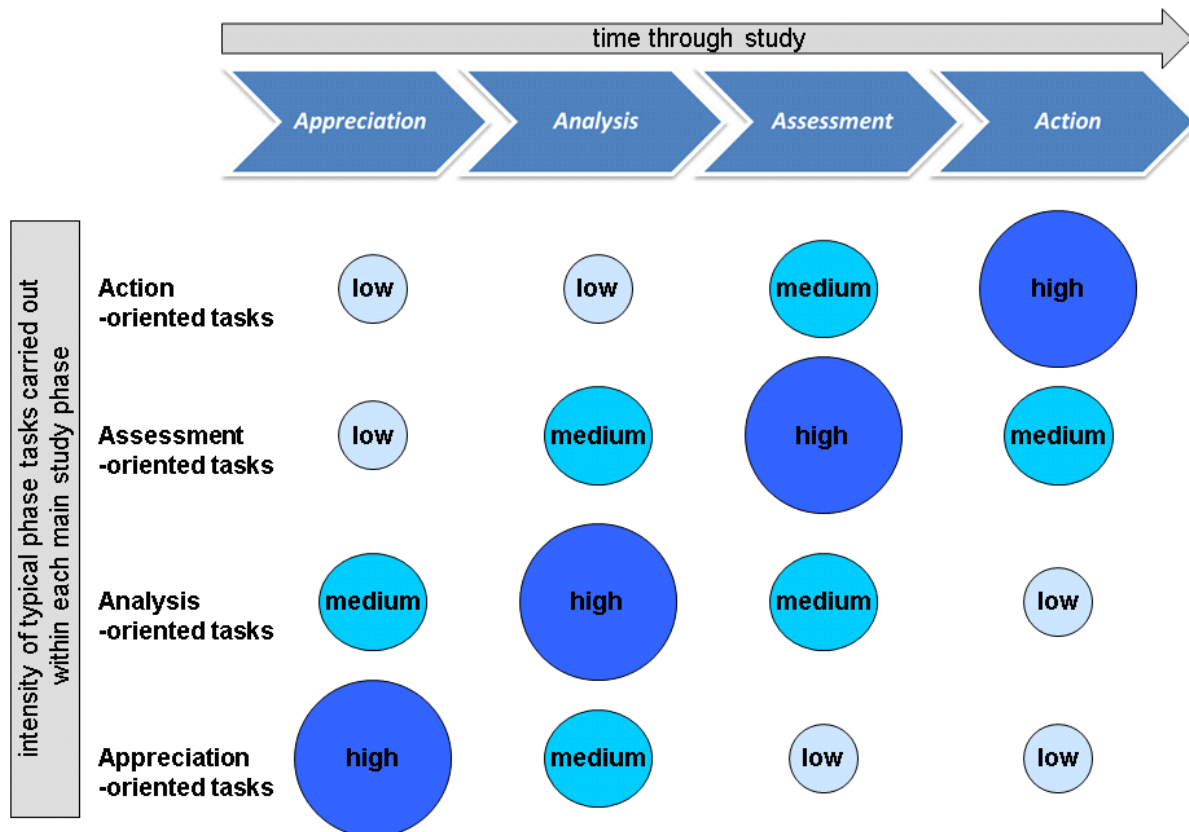 time through study
Appreciation
Analysis
Assessment
Action
intensity of typical phase tasks carried out
within each main study phase
Action
-oriented tasks
low
low
medium
high
Assessment
-oriented tasks
low
medium
high
medium
Analysis
-oriented tasks
medium
high
medium
low
Appreciation
-oriented tasks
high
medium
low
low